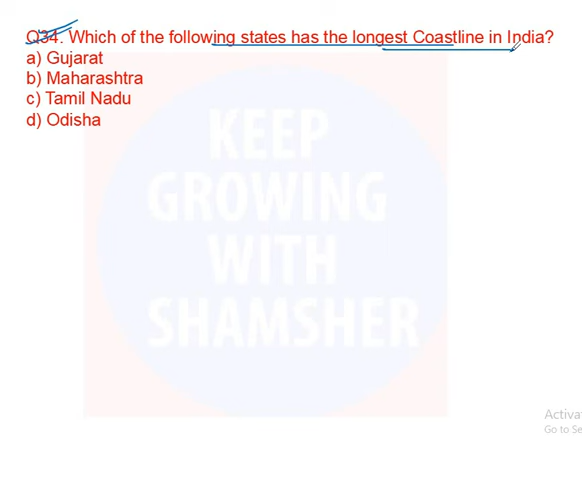 Q34. Which of the following states has the longest Coastline in India?
a) Gujarat
b) Maharashtra
c) Tamil Nadu
d) Odisha
KEEP
GROWING
WITH
SHAMSHER
Activa
Go to Se